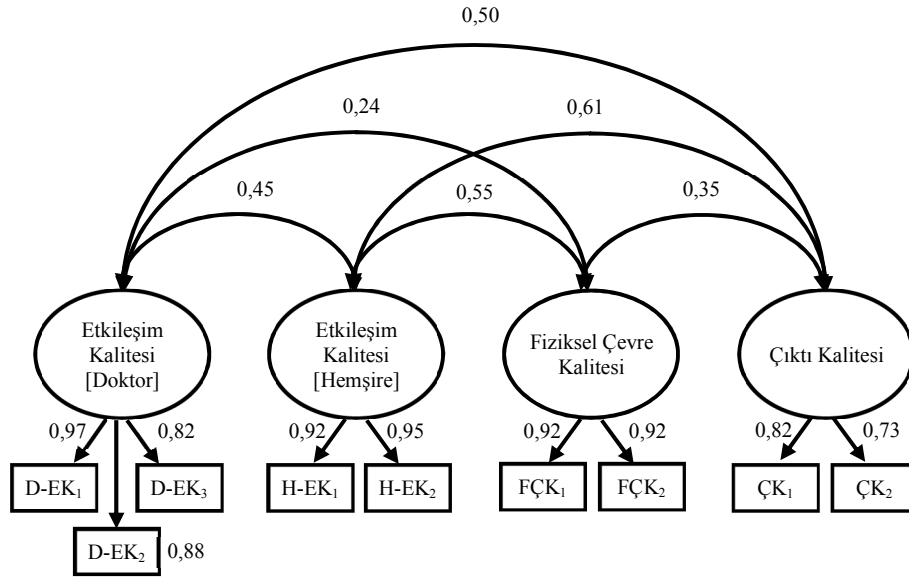 0,50
0,24
0,61
0,45
0,55
0,35
Etkileşim
Kalitesi
[Doktor]
Etkileşim
Kalitesi
[Hemşire]
Fiziksel Çevre
Kalitesi
Çıktı Kalitesi
0,97
0,82
0,92
0,95
0,92
0,92
0,82
0,73
D-EK₁
D-EK₃
H-EK₁
H-EK₂
FÇK₁
FÇK₂
ÇK₁
ÇK₂
D-EK₂
0,88